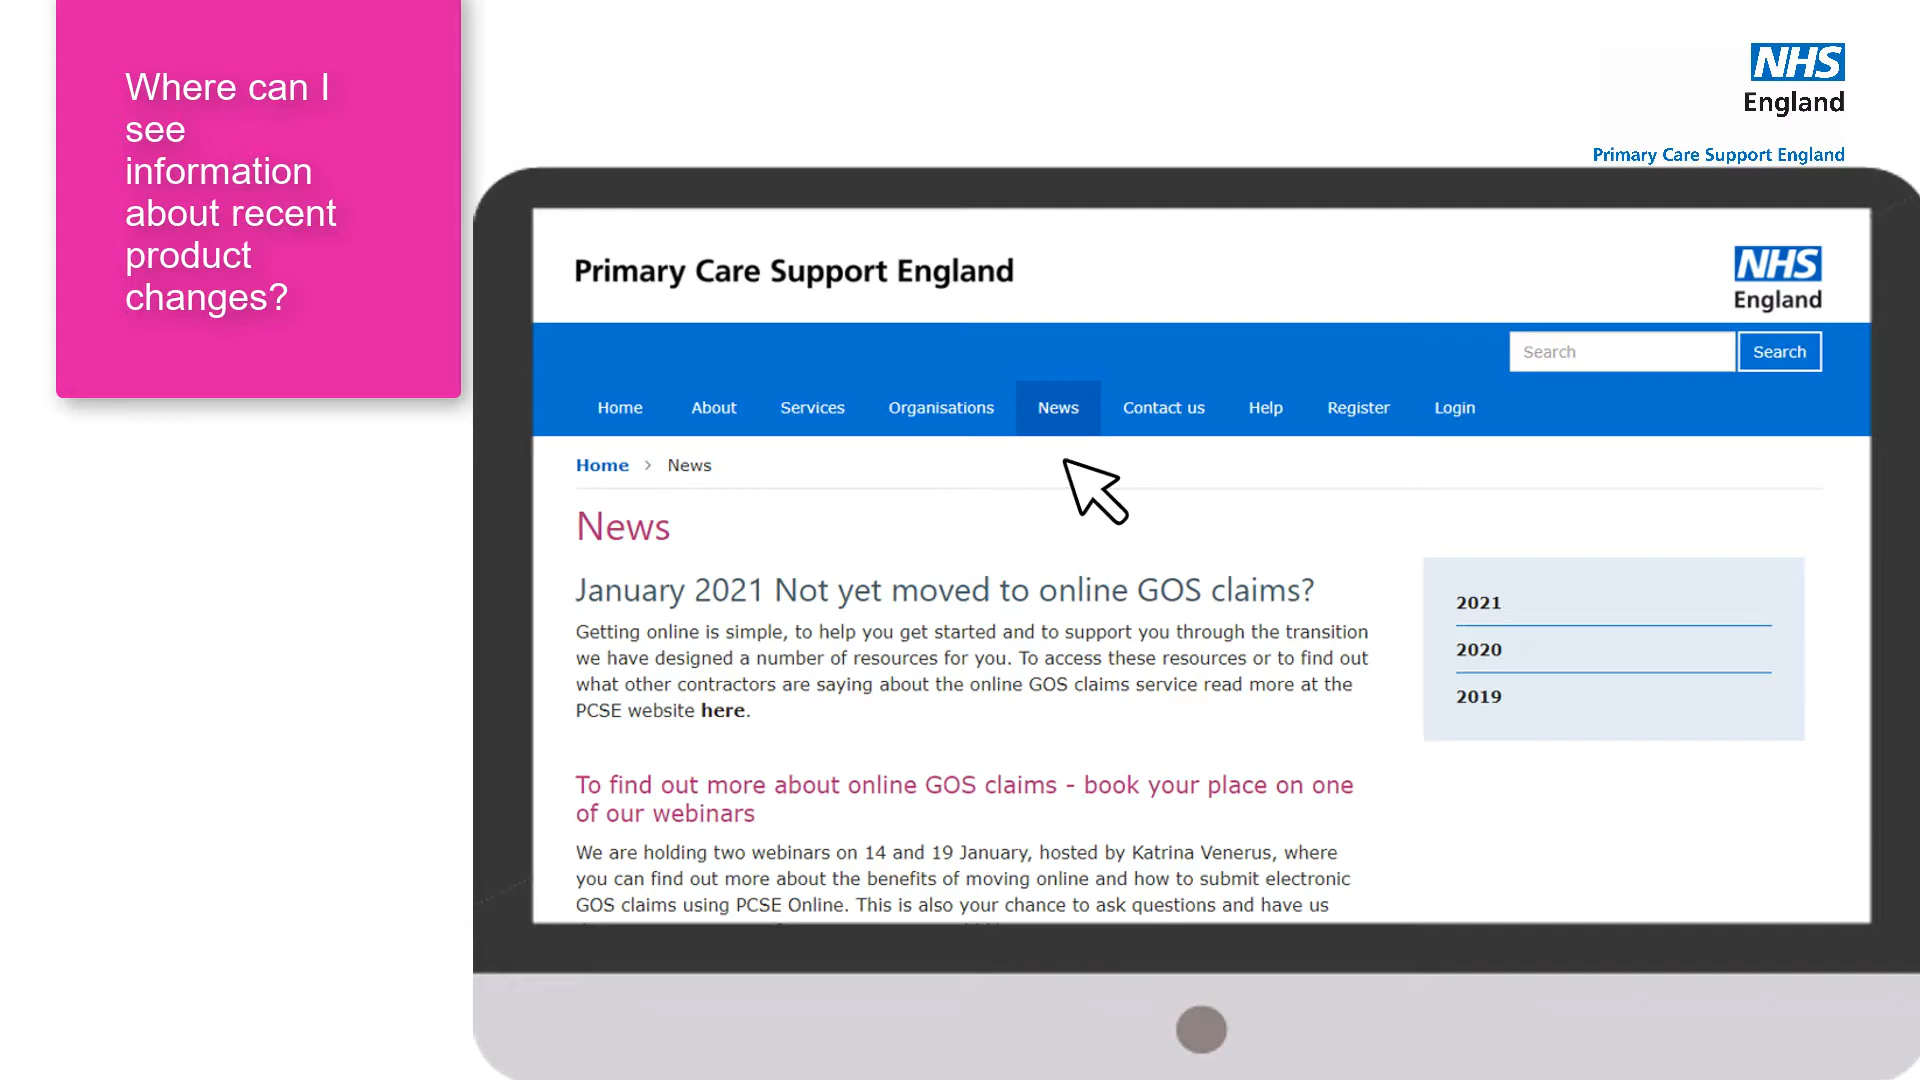 Where can I
see
information
about recent
product
changes?
NHS
England
Primary Care Support England
Primary Care Support England
NHS
England
Search
Search
Home
About
Services
Organisations
News
Contact us
Help
Register
Login
Home > News
News
January 2021 Not yet moved to online GOS claims?
Getting online is simple, to help you get started and to support you through the transition
we have designed a number of resources for you. To access these resources or to find out
what other contractors are saying about the online GOS claims service read more at the
PCSE website here.
2021
2020
2019
To find out more about online GOS claims - book your place on one
of our webinars
We are holding two webinars on 14 and 19 January, hosted by Katrina Venerus, where
you can find out more about the benefits of moving online and how to submit electronic
GOS claims using PCSE Online. This is also your chance to ask questions and have us